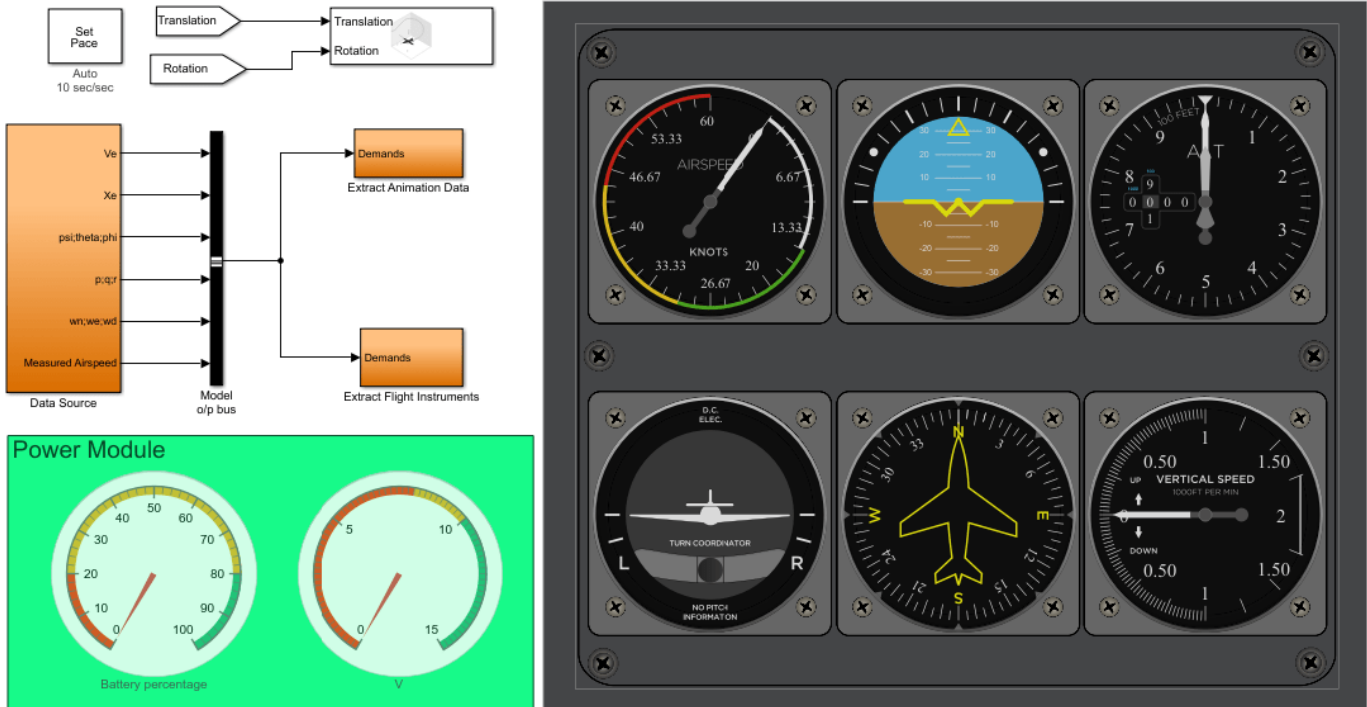 Set
Pace
Auto
10 sec/sec
Translation
Rotation
Translation
Rotation
Ve
Xe
psi;theta;phi
p;q;r
wn;we;wd
Measured Airspeed
Data Source
Model
o/p bus
Demands
Extract Animation Data
Demands
Extract Flight Instruments
Power Module
0
10
20
30
40
50
60
70
80
90
100
Battery percentage
0
5
10
15
V
60
53.33
46.67
40
33.33
26.67
20
13.33
6.67
AIRSPEED
KNOTS
30 30
20 20
10 10
-10 -10
-20 -20
-30 -30
100 FEET
ALT
9 1
8 2
7 3
6 4
5
9
0 0 0 0
1
D.C.
ELEC.
TURN COORDINATOR
L R
NO PITCH
INFORMATION
N
33 3
30 6
W E
24 12
21 15
S
1
0.50 1.50
UP
VERTICAL SPEED
1000FT PER MIN
0 2
DOWN
0.50 1.50
1